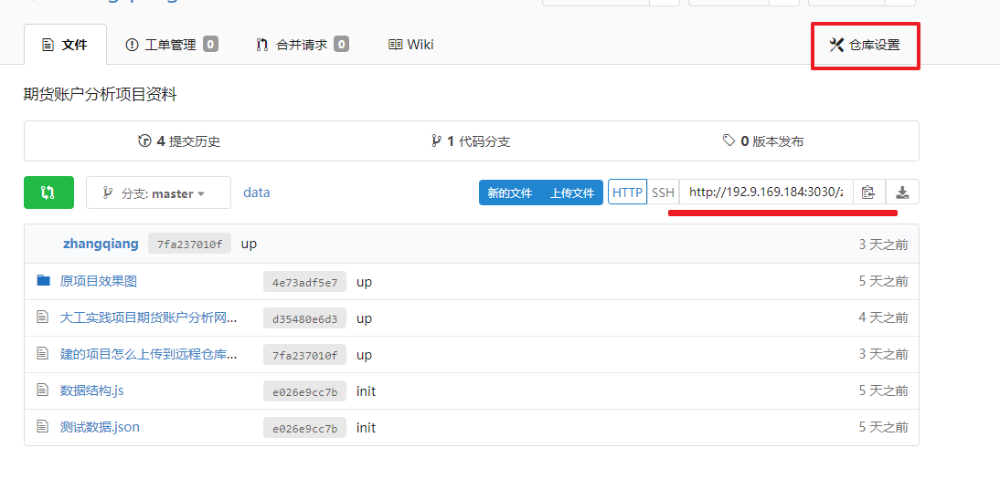 文件 工单管理 0 合并请求 0 Wiki 仓库设置
期货账户分析项目资料
4 提交历史 1 代码分支 0 版本发布
分支: master data 新的文件 上传文件 HTTP SSH http://192.9.169.184:3030/z
zhangqiang 7fa237010f up 3 天之前
原项目效果图 4e73adf5e7 up 5 天之前
大工实践项目期货账户分析网... d35480e6d3 up 4 天之前
建的项目怎么上传到远程仓库... 7fa237010f up 3 天之前
数据结构.js e026e9cc7b init 5 天之前
测试数据.json e026e9cc7b init 5 天之前